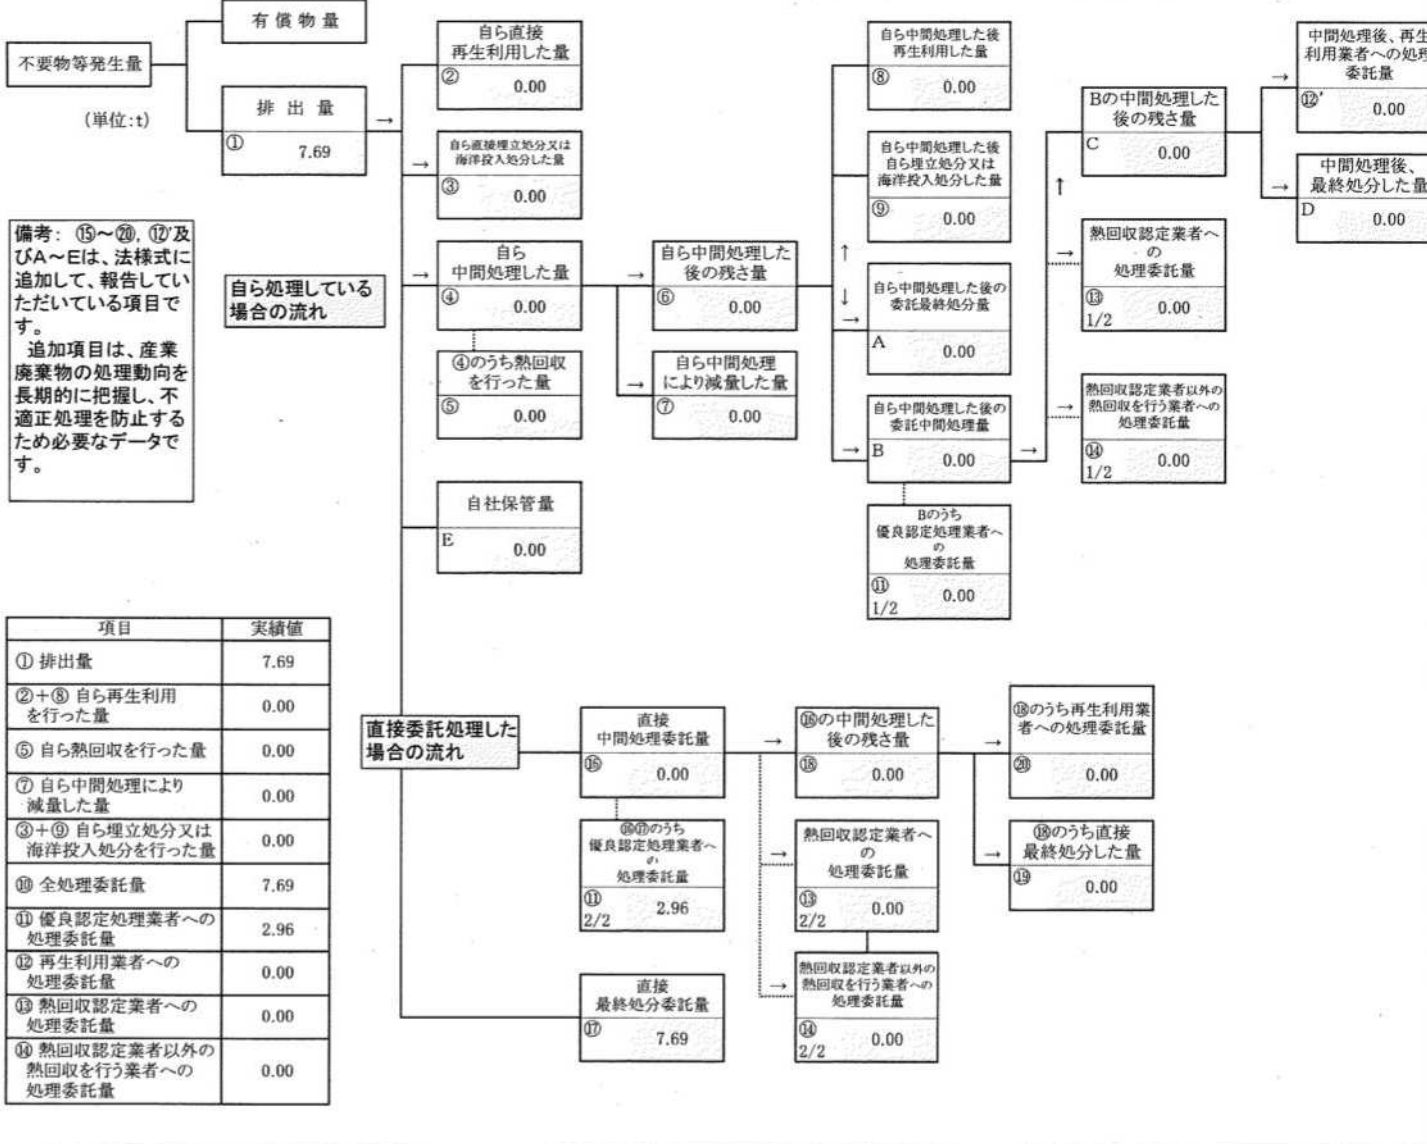 有償物量
不要物等発生量
(単位:t)
排出量
→
①
7.69
自ら直接
再生利用した量
②
0.00
→
自ら直接埋立処分又は
海洋投入処分した量
③
0.00
→
自ら
中間処理した量
④
0.00
④のうち熱回収
を行った量
⑤
0.00
自社保管量
E
0.00
→
自ら中間処理した
後の残さ量
⑥
0.00
→
自ら中間処理
により減量した量
⑦
0.00
自ら中間処理した後
再生利用した量
⑧
0.00
自ら中間処理した後
自ら埋立処分又は
海洋投入処分した量
⑨
0.00
↑
↓
→
自ら中間処理した後の
委託最終処分量
A
0.00
→
自ら中間処理した後の
委託中間処理量
B
0.00
→
Bのうち
優良認定処理業者へ
の
処理委託量
⑪
1/2
0.00
↑
Bの中間処理した
後の残さ量
C
0.00
→
熱回収認定業者へ
の
処理委託量
⑬
1/2
0.00
→
熱回収認定業者以外の
熱回収を行う業者への
処理委託量
⑭
1/2
0.00
→
中間処理後、再生
利用業者への処理
委託量
⑫'
0.00
→
中間処理後、
最終処分した量
D
0.00
備考: ⑮~⑳, ⑫'及
びA~Eは、法様式に
追加して、報告してい
ただいている項目で
す。
追加項目は、産業
廃棄物の処理動向を
長期的に把握し、不
適正処理を防止する
ため必要なデータで
す。
自ら処理している
場合の流れ
項目 実績値
① 排出量 7.69
②+⑧ 自ら再生利用
を行った量 0.00
⑤ 自ら熱回収を行った量 0.00
⑦ 自ら中間処理により
減量した量 0.00
③+⑨ 自ら埋立処分又は
海洋投入処分を行った量 0.00
⑩ 全処理委託量 7.69
⑪ 優良認定処理業者への
処理委託量 2.96
⑫ 再生利用業者への
処理委託量 0.00
⑬ 熱回収認定業者への
処理委託量 0.00
⑭ 熱回収認定業者以外の
熱回収を行う業者への
処理委託量 0.00
直接委託処理した
場合の流れ
直接
中間処理委託量
⑯
0.00
⑯⑰のうち
優良認定処理業者へ
の
処理委託量
⑪
2/2
2.96
直接
最終処分委託量
⑰
7.69
→
⑯の中間処理した
後の残さ量
⑱
0.00
→
熱回収認定業者へ
の
処理委託量
⑬
2/2
0.00
→
熱回収認定業者以外の
熱回収を行う業者への
処理委託量
⑭
2/2
0.00
→
⑱のうち再生利用業
者への処理委託量
⑳
0.00
→
⑱のうち直接
最終処分した量
⑲
0.00